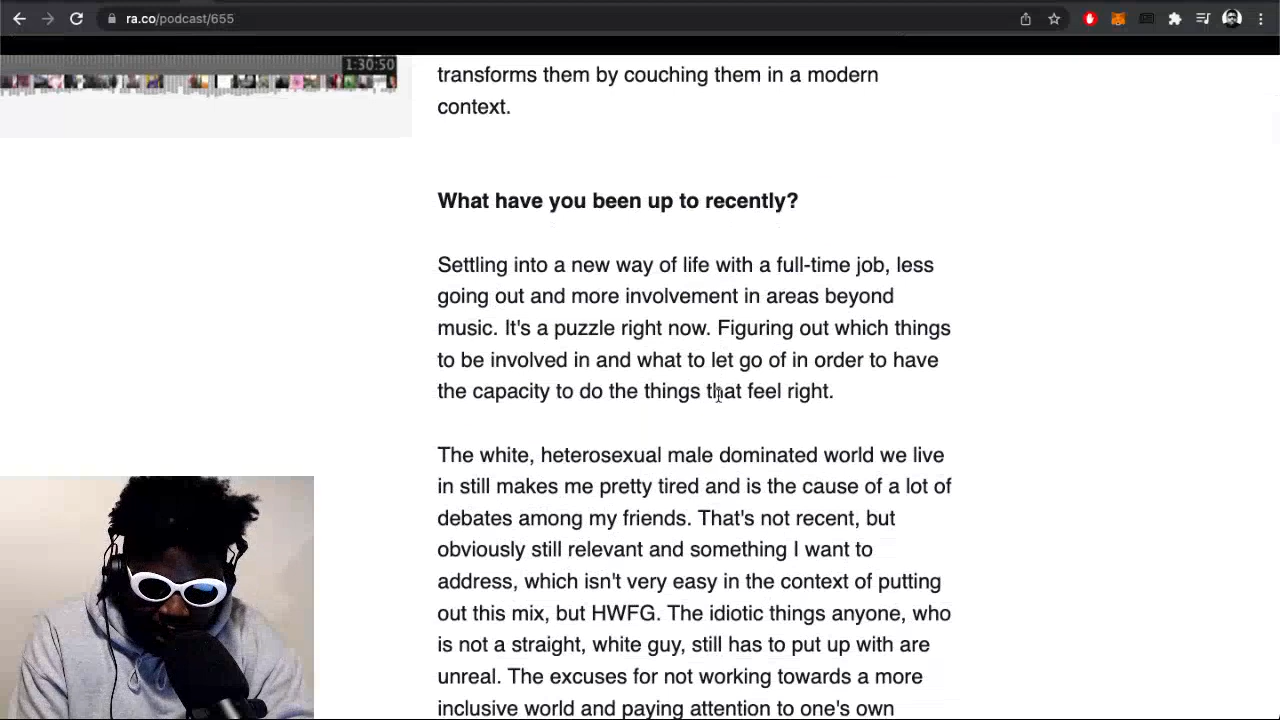 ra.co/podcast/655
1:30:50
transforms them by couching them in a modern
context.
What have you been up to recently?
Settling into a new way of life with a full-time job, less
going out and more involvement in areas beyond
music. It's a puzzle right now. Figuring out which things
to be involved in and what to let go of in order to have
the capacity to do the things that feel right.
The white, heterosexual male dominated world we live
in still makes me pretty tired and is the cause of a lot of
debates among my friends. That's not recent, but
obviously still relevant and something I want to
address, which isn't very easy in the context of putting
out this mix, but HWFG. The idiotic things anyone, who
is not a straight, white guy, still has to put up with are
unreal. The excuses for not working towards a more
inclusive world and paying attention to one's own